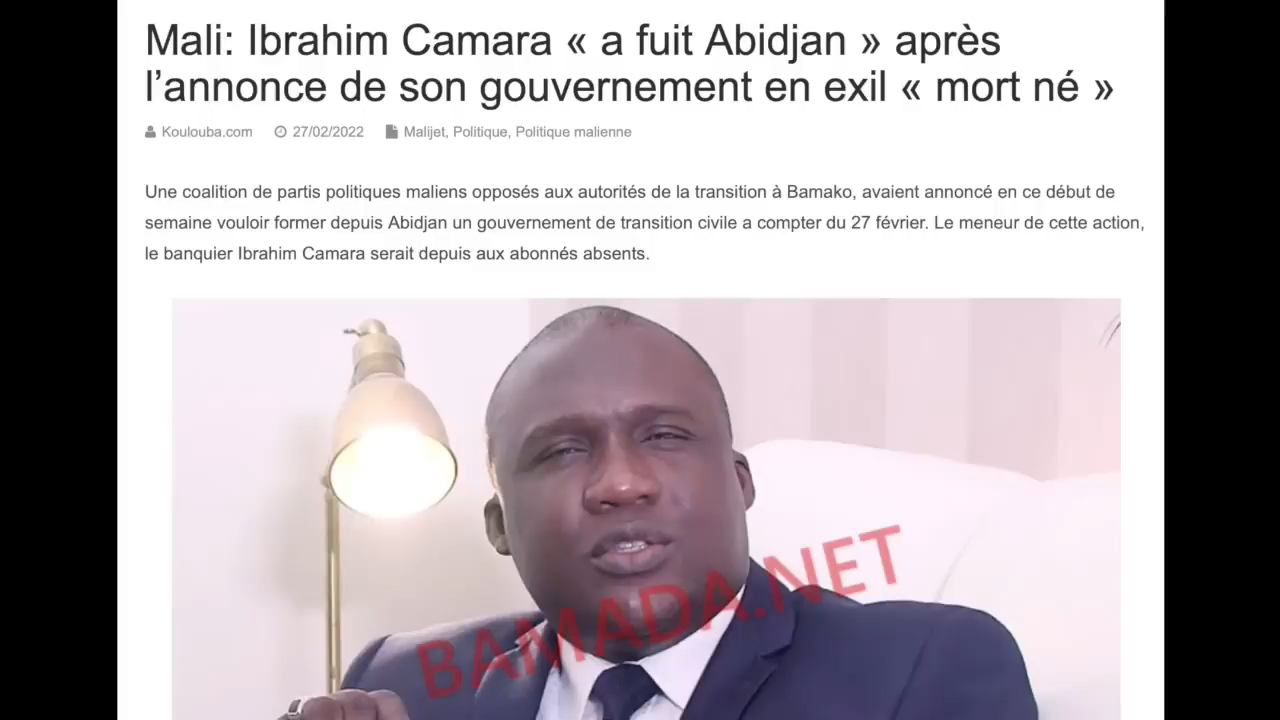 Mali: Ibrahim Camara « a fuit Abidjan » après
l’annonce de son gouvernement en exil « mort né »
Koulouba.com 27/02/2022 Malijet, Politique, Politique malienne
Une coalition de partis politiques maliens opposés aux autorités de la transition à Bamako, avaient annoncé en ce début de
semaine vouloir former depuis Abidjan un gouvernement de transition civile a compter du 27 février. Le meneur de cette action,
le banquier Ibrahim Camara serait depuis aux abonnés absents.
BAMADA.NET